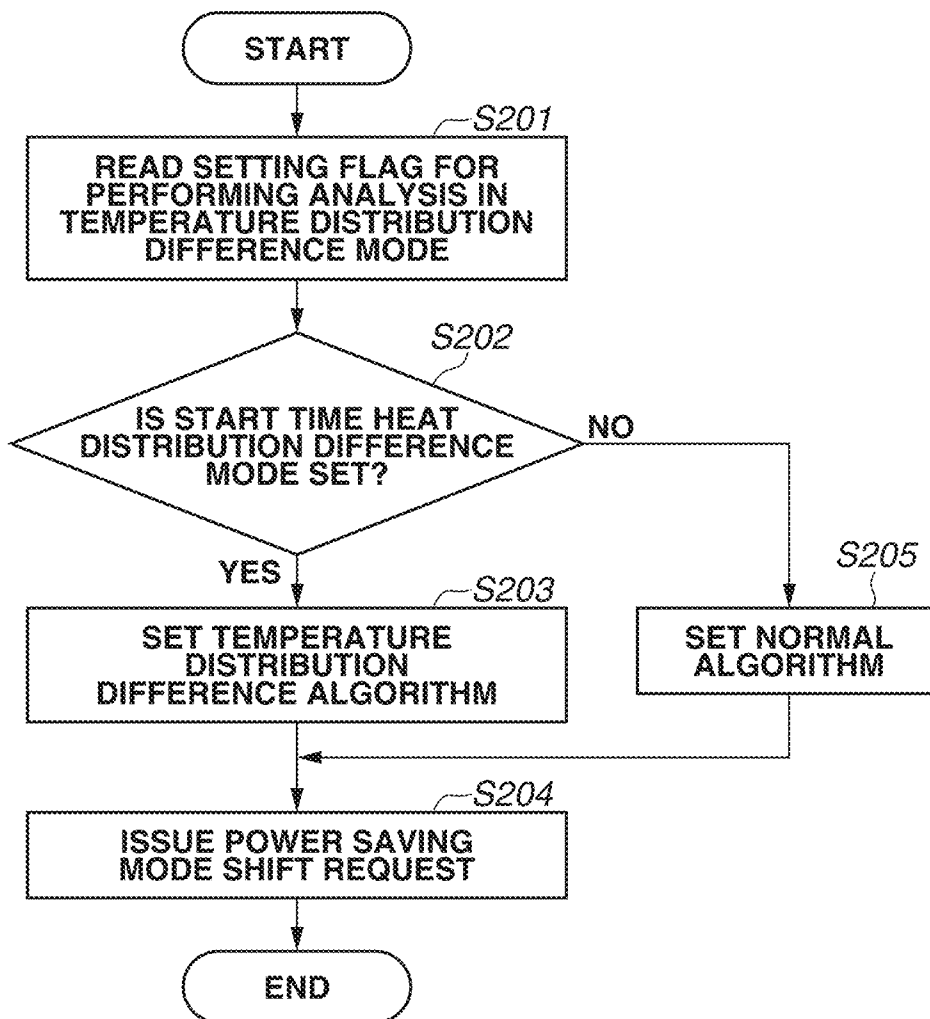 START
S201
READ SETTING FLAG FOR
PERFORMING ANALYSIS IN
TEMPERATURE DISTRIBUTION
DIFFERENCE MODE
S202
IS START TIME HEAT
DISTRIBUTION DIFFERENCE
MODE SET?
NO
YES
S203
SET TEMPERATURE
DISTRIBUTION
DIFFERENCE ALGORITHM
S205
SET NORMAL
ALGORITHM
S204
ISSUE POWER SAVING
MODE SHIFT REQUEST
END